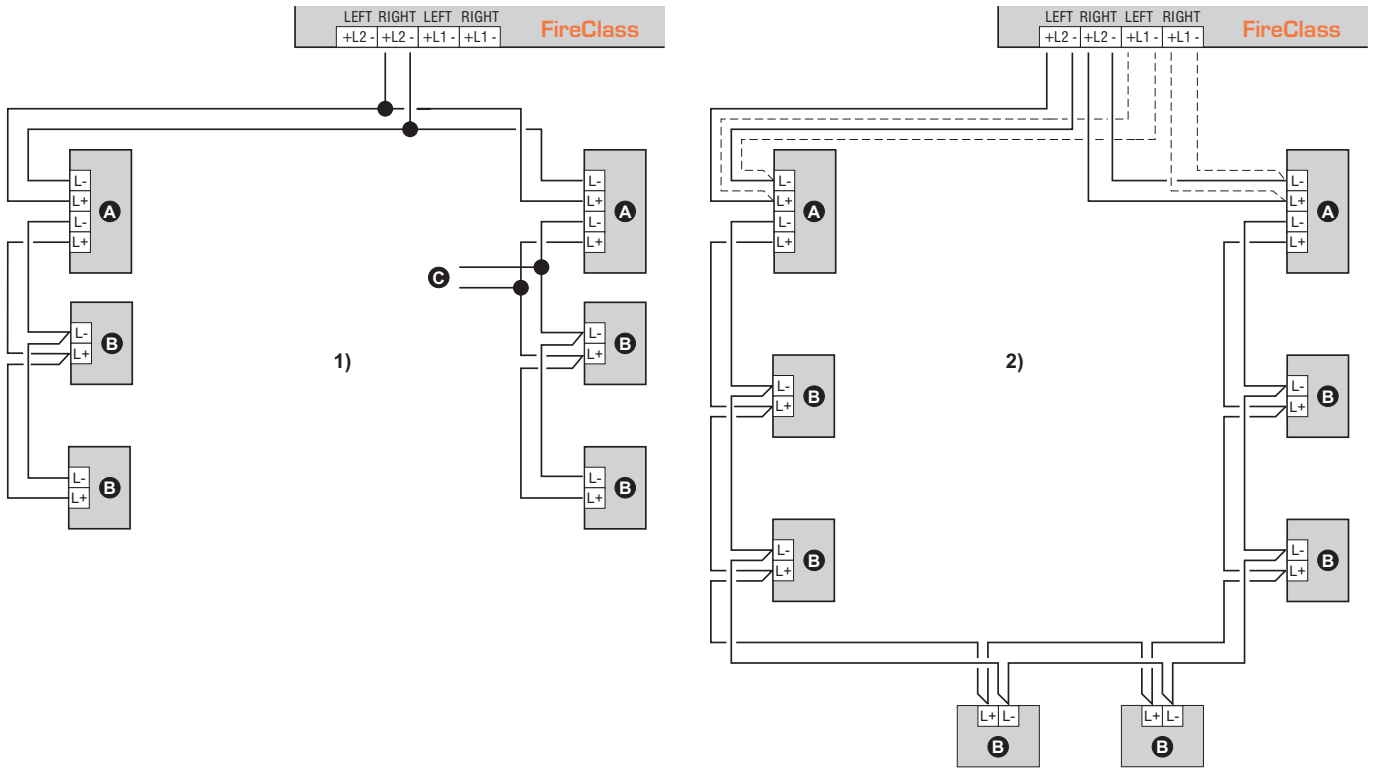 LEFT RIGHT LEFT RIGHT
+L2 - +L2 - +L1 - +L1 -
FireClass
L-
L+
L-
L+
A
L-
L+
L-
L+
A
C
L-
L+
B
L-
L+
B
1)
L-
L+
B
L-
L+
B
LEFT RIGHT LEFT RIGHT
+L2 - +L2 - +L1 - +L1 -
FireClass
L-
L+
L-
L+
A
L-
L+
L-
L+
A
2)
L-
L+
B
L-
L+
B
L-
L+
B
L-
L+
B
L+ L-
B
L+ L-
B